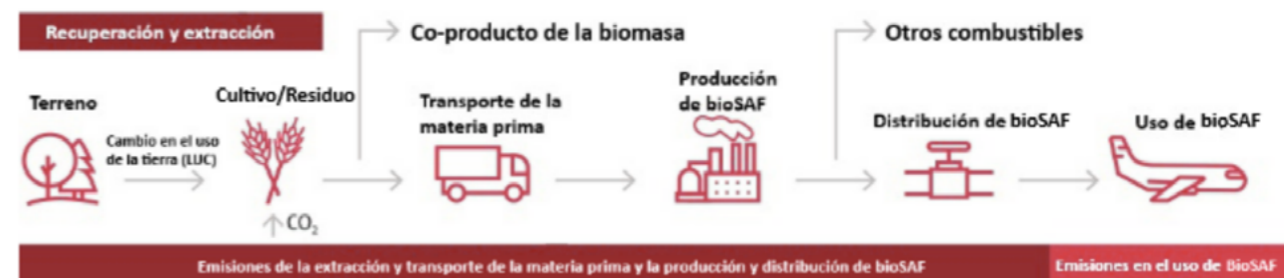 Recuperación y extracción
Co-producto de la biomasa
Otros combustibles
Terreno
Cambio en el uso
de la tierra (LUC)
Cultivo/Residuo
CO₂
Transporte de la
materia prima
Producción
de bioSAF
Distribución de bioSAF
Uso de bioSAF
Emisiones de la extracción y transporte de la materia prima y la producción y distribución de bioSAF
Emisiones en el uso de BioSAF